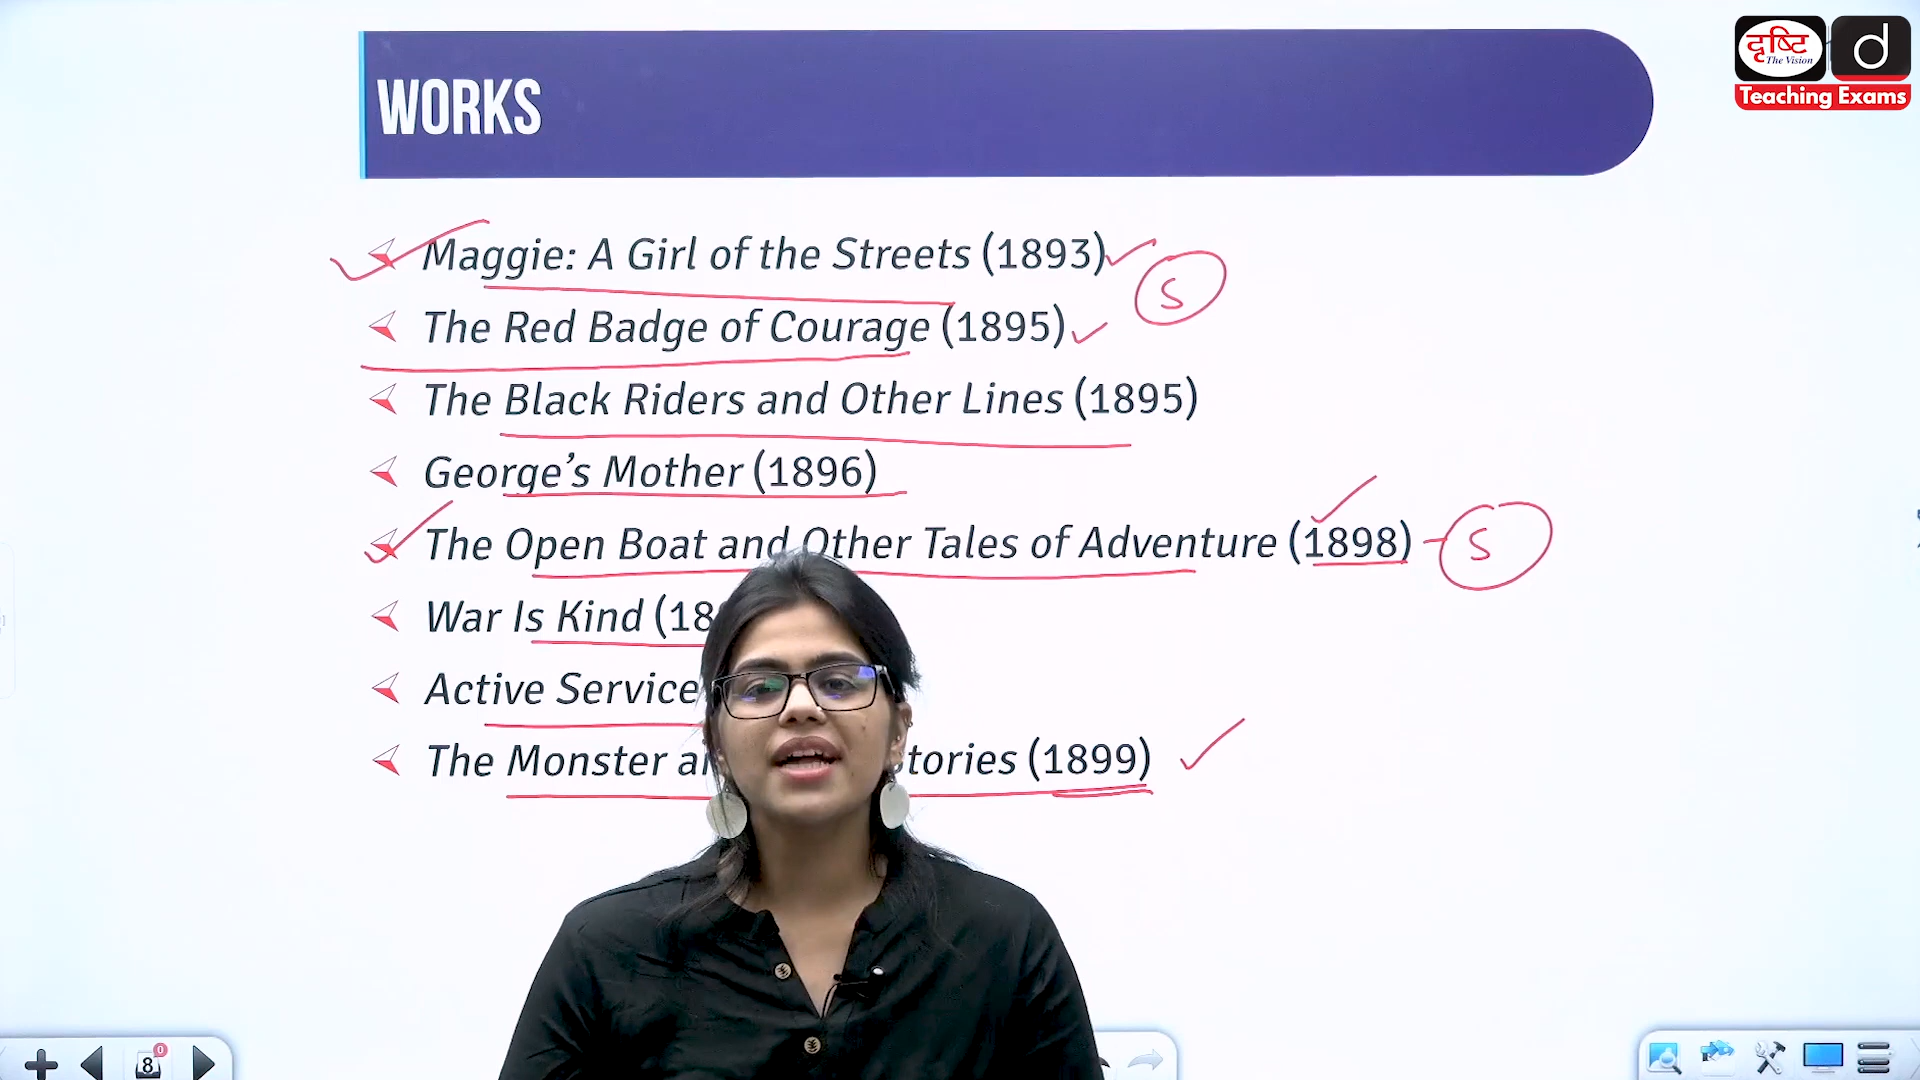 दृष्टि
The Vision
d
Teaching Exams
WORKS
Maggie: A Girl of the Streets (1893)
S
The Red Badge of Courage (1895)
The Black Riders and Other Lines (1895)
George's Mother (1896)
The Open Boat and Other Tales of Adventure (1898) - S
War Is Kind (18
Active Service
The Monster a tories (1899)
8
0